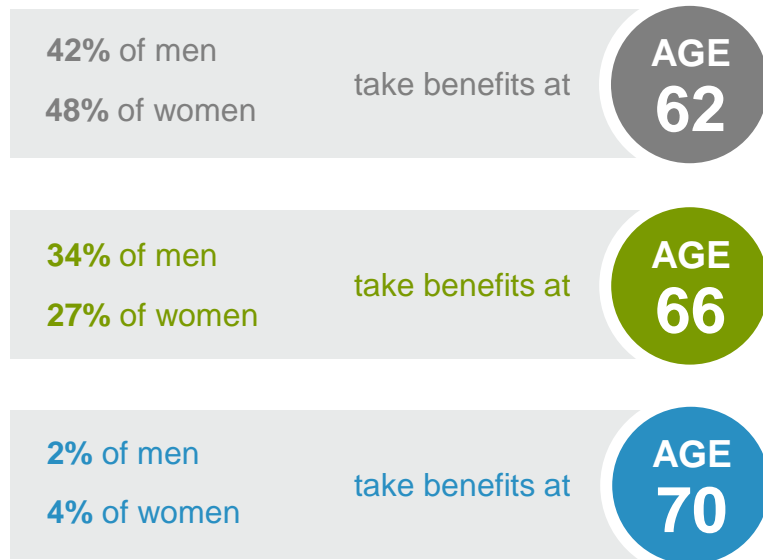 42% of men
48% of women
take benefits at
AGE
62
34% of men
27% of women
take benefits at
AGE
66
2% of men
4% of women
take benefits at
AGE
70